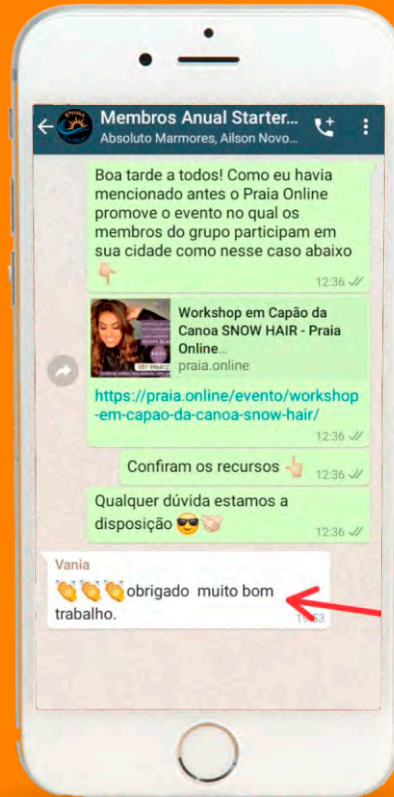 Membros Anual Starter...
Absoluto Marmores, Ailson Novo...
Boa tarde a todos! Como eu havia
mencionado antes o Praia Online
promove o evento no qual os
membros do grupo participam em
sua cidade como nesse caso abaixo
👇🏻
12:36
Workshop em Capão da
Canoa SNOW HAIR - Praia
Online...
praia.online
https://praia.online/evento/workshop
-em-capao-da-canoa-snow-hair/
12:36
Confiram os recursos 👆🏻
12:36
Qualquer dúvida estamos a
disposição 😎🤝🏻
12:36
Vania
👏👏👏obrigado muito bom
trabalho.